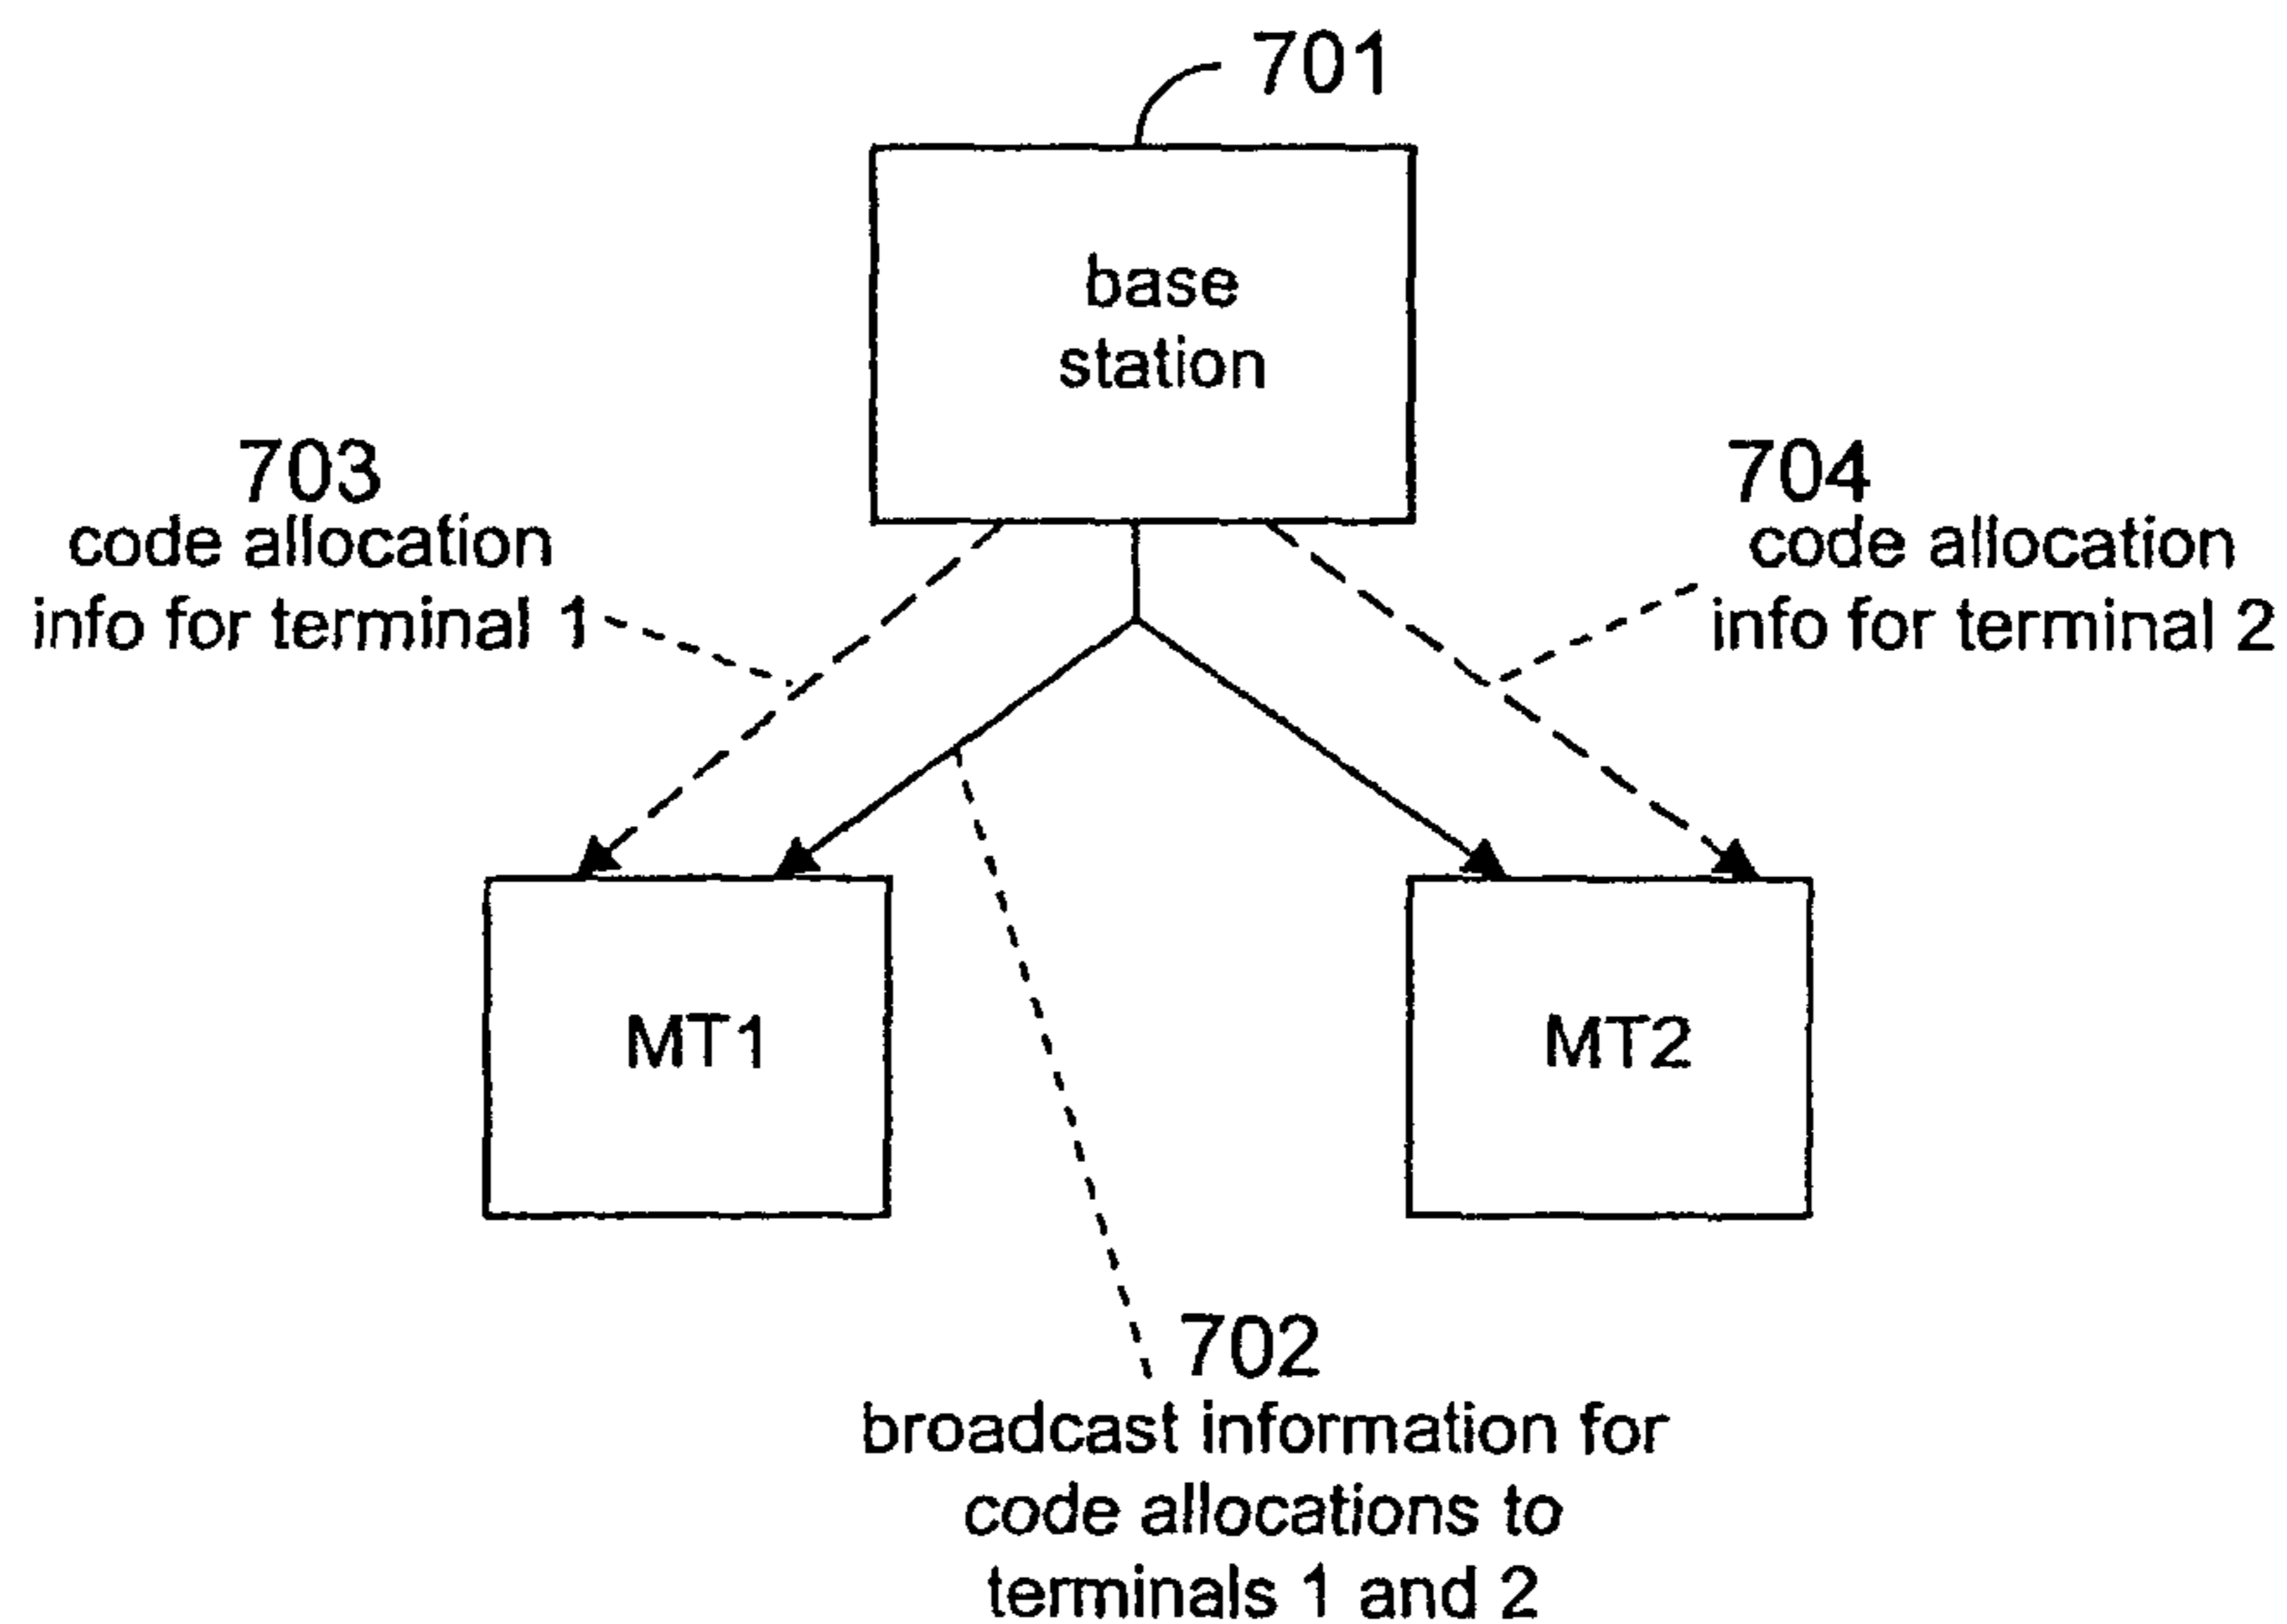 701
base
station
703
code allocation
info for terminal 1
704
code allocation
info for terminal 2
MT1
MT2
702
broadcast information for
code allocations to
terminals 1 and 2